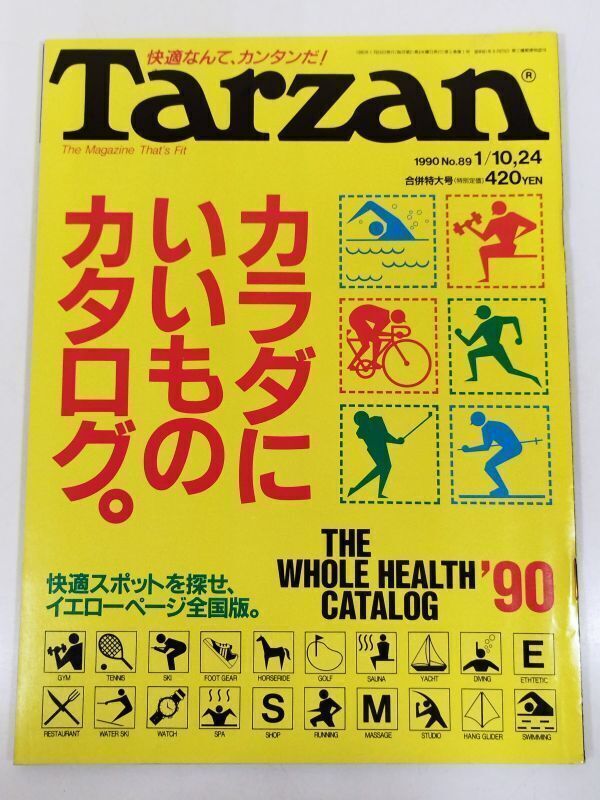 快適なんて、カンタンだ!
Tarzan®
The Magazine That's Fit
1990 No.89 1/10,24
合併特大号(特別定価)420YEN
カラダに
いいもの
カタログ。
THE
WHOLE HEALTH '90
CATALOG
快適スポットを探せ、
イエローページ全国版。
GYM TENNIS SKI FOOT GEAR HORSERIDE GOLF SAUNA YACHT DIVING E ETHTETIC
RESTAURANT WATER SKI WATCH SPA S SHOP RUNNING M MASSAGE STUDIO HANG GLIDER SWIMMING